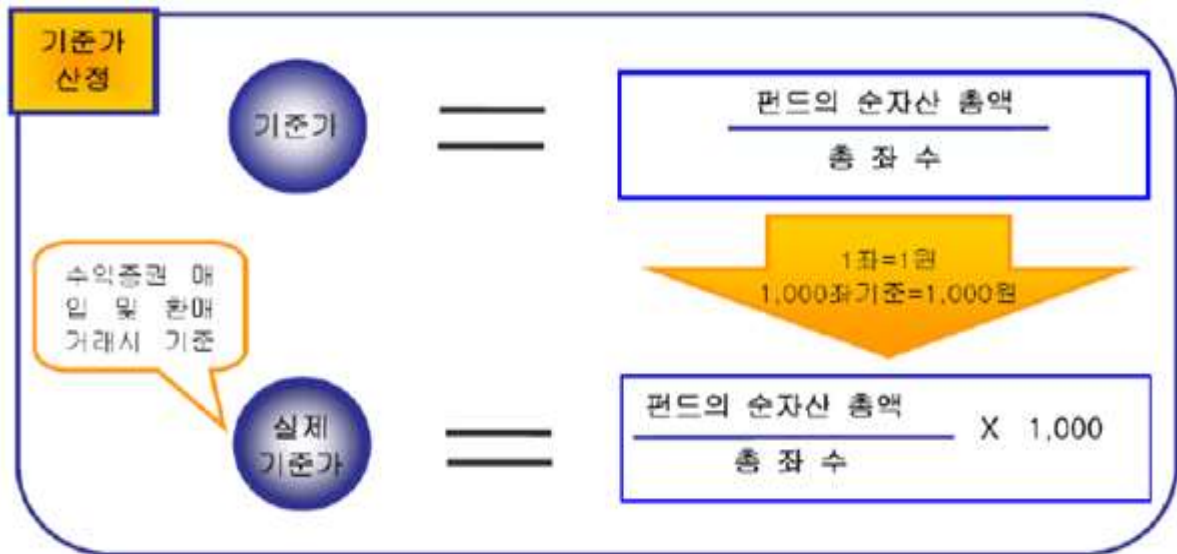 기준가
산정
기준가
펀드의 순자산 총액
총 좌 수
1좌=1원
1,000좌기준=1,000원
수익증권 매
입 및 환매
거래시 기준
실제
기준가
펀드의 순자산 총액
총 좌 수
X 1,000